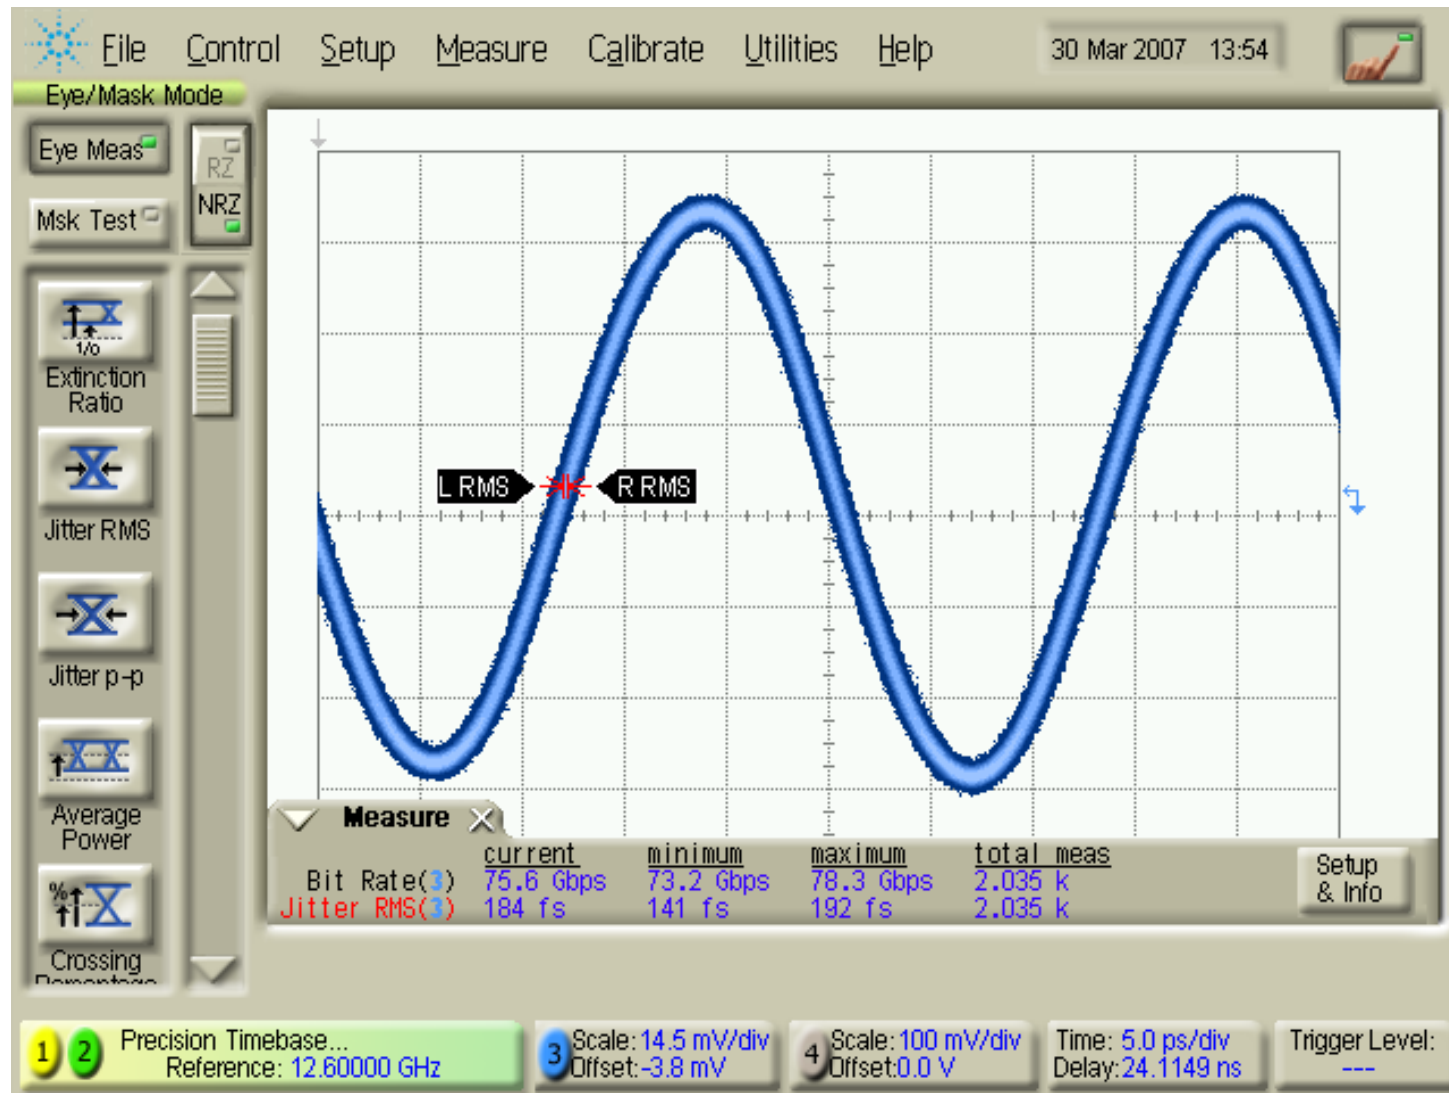 File Control Setup Measure Calibrate Utilities Help 30 Mar 2007 13:54
Eye/Mask Mode
Eye Meas
RZ
NRZ
Msk Test
1/0
Extinction
Ratio
Jitter RMS
Jitter p-p
Average
Power
%
Crossing
L RMS
R RMS
Measure
current minimum maximum total meas
Bit Rate(3) 75.6 Gbps 73.2 Gbps 78.3 Gbps 2.035 k
Jitter RMS(3) 184 fs 141 fs 192 fs 2.035 k
Setup
& Info
1 2 Precision Timebase...
Reference: 12.60000 GHz
3 Scale: 14.5 mV/div
Offset:-3.8 mV
4 Scale: 100 mV/div
Offset:0.0 V
Time: 5.0 ps/div
Delay:24.1149 ns
Trigger Level:
---